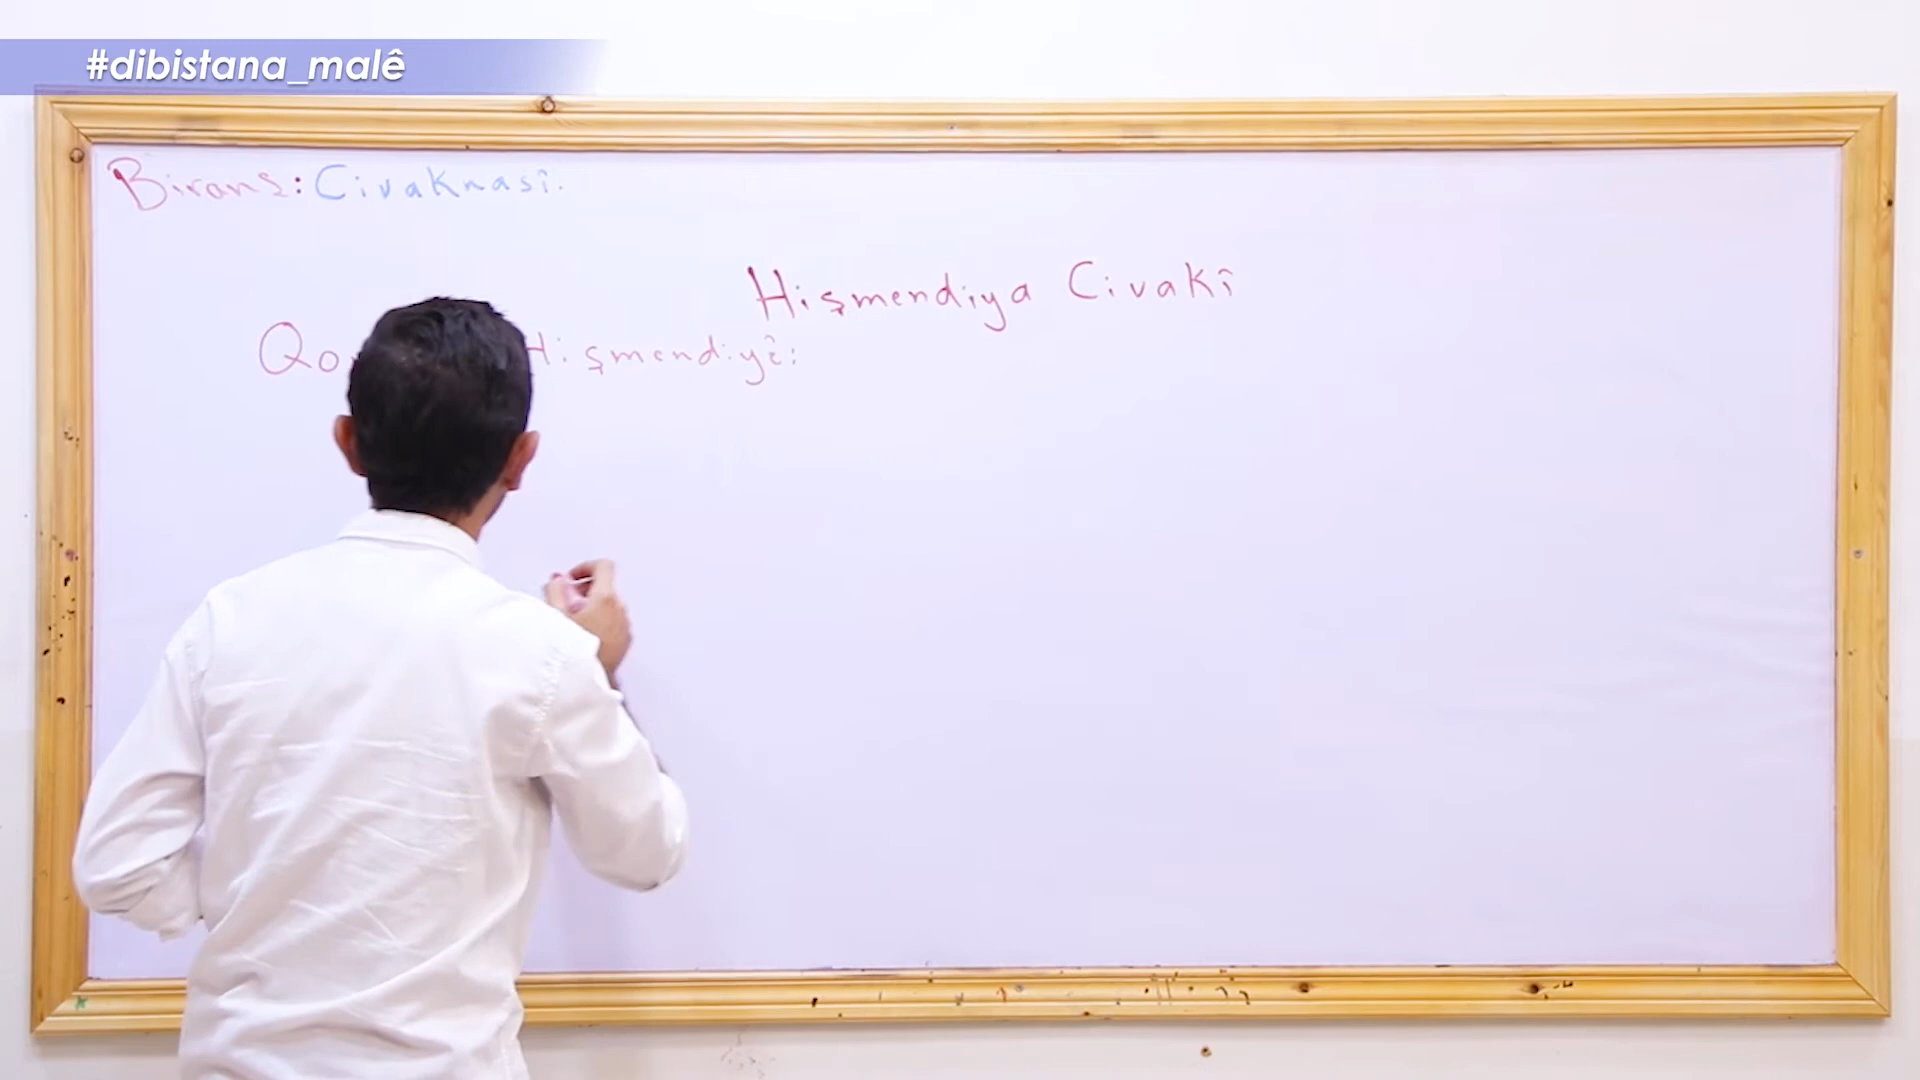 #dibistana_malê
Birans: Civaknasî.
Hişmendiya Civakî
Hişmendiyê: